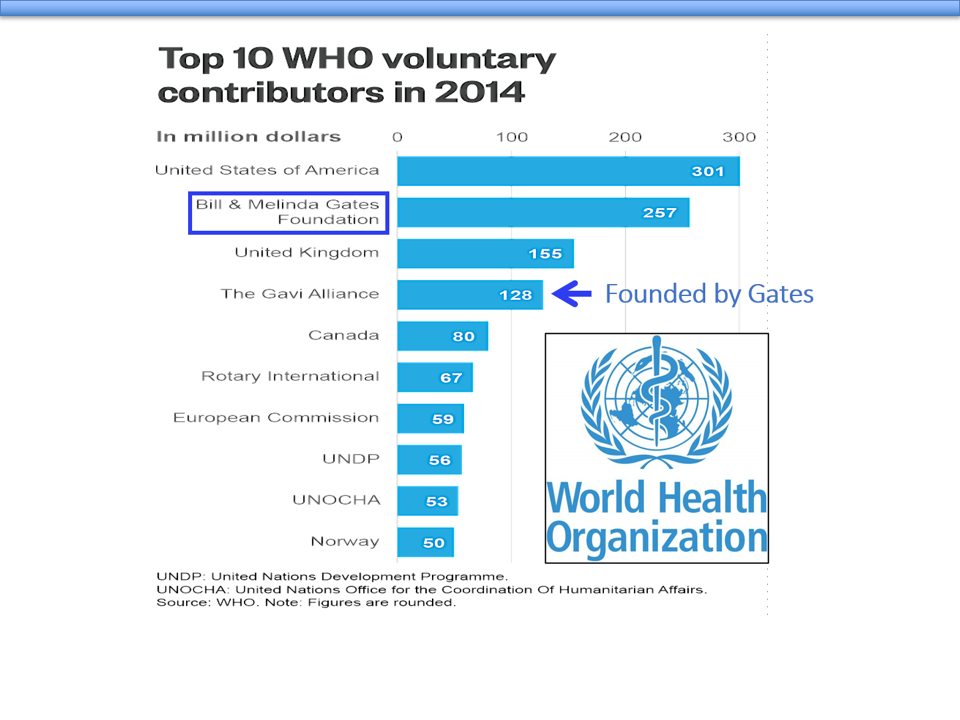 Top 10 WHO voluntary
contributors in 2014
In million dollars 0 100 200 300
United States of America 301
Bill & Melinda Gates
Foundation 257
United Kingdom 155
The Gavi Alliance 128 Founded by Gates
Canada 80
Rotary International 67
European Commission 59
UNDP 56
UNOCHA 53
Norway 50
World Health
Organization
UNDP: United Nations Development Programme.
UNOCHA: United Nations Office for the Coordination Of Humanitarian Affairs.
Source: WHO. Note: Figures are rounded.